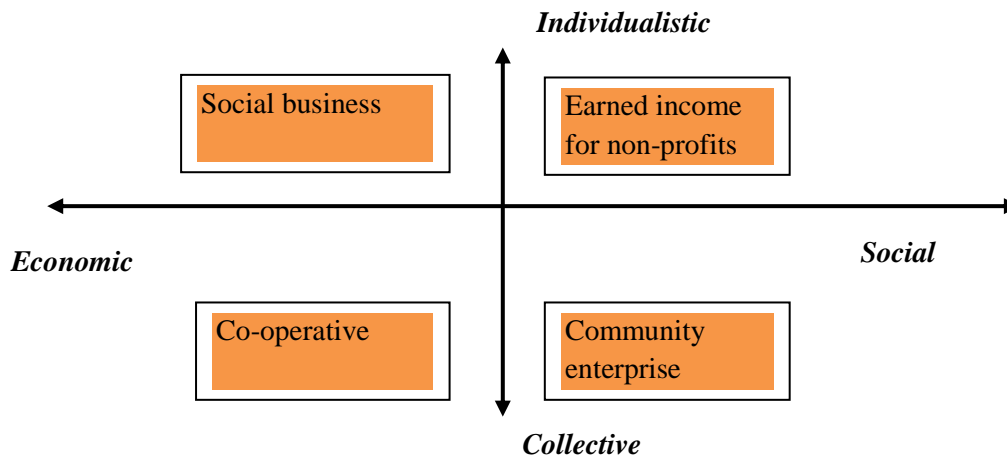 Individualistic
Social business
Earned income
for non-profits
Economic
Social
Co-operative
Community
enterprise
Collective